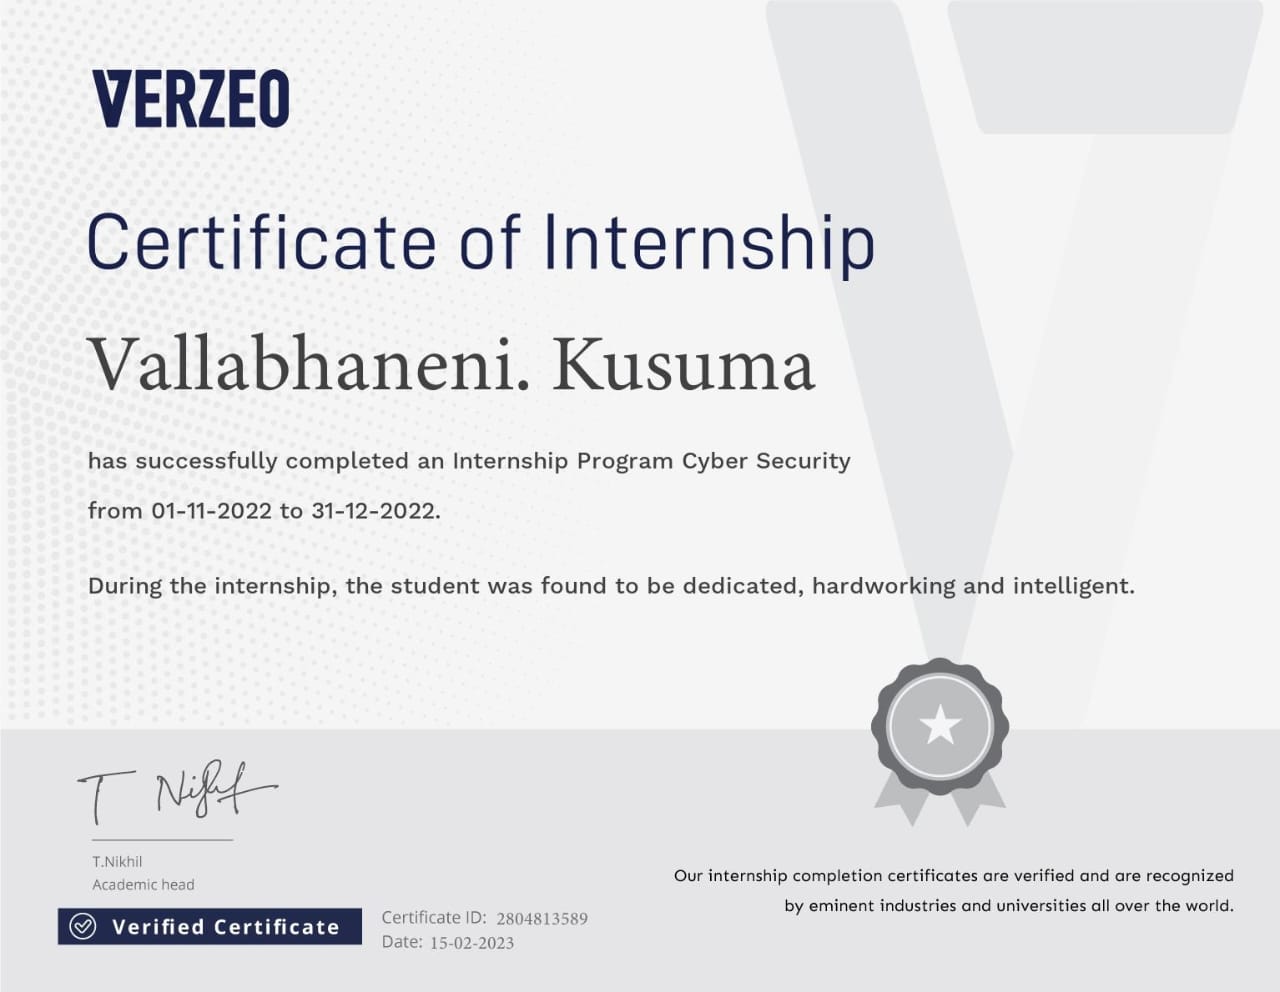 VERZEO
Certificate of Internship
Vallabhaneni. Kusuma
has successfully completed an Internship Program Cyber Security
from 01-11-2022 to 31-12-2022.
During the internship, the student was found to be dedicated, hardworking and intelligent.
T Nikhil
T.Nikhil
Academic head
Verified Certificate
Certificate ID: 2804813589
Date: 15-02-2023
Our internship completion certificates are verified and are recognized
by eminent industries and universities all over the world.